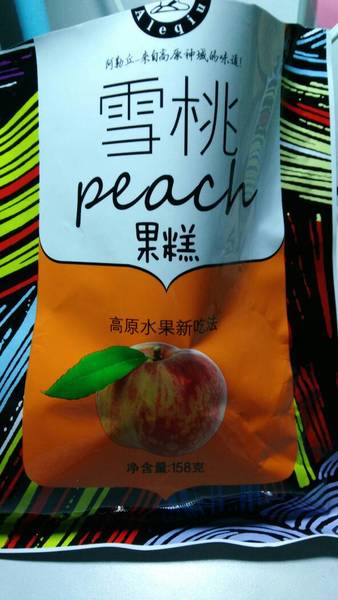 Aleqiu
阿勒丘—来自高原神域的味道!
雪桃
peach
果糕
高原水果新吃法
净含量:158克